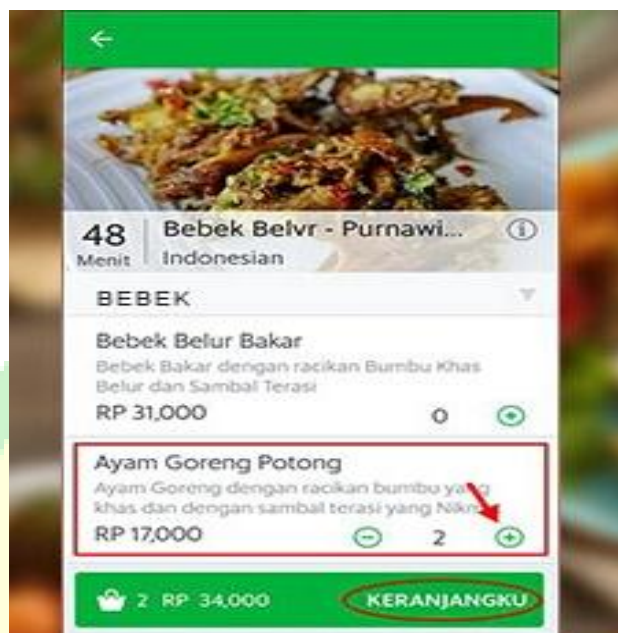 48
Menit
Bebek Belvr - Purnawi...
Indonesian
BEBEK
Bebek Belur Bakar
Bebek Bakar dengan racikan Bumbu Khas
Belur dan Sambal Terasi
RP 31,000 0
Ayam Goreng Potong
Ayam Goreng dengan racikan bumbu yang
khas dan dengan sambal terasi yang
RP 17,000 2
2 RP 34,000 KERANJANGKU